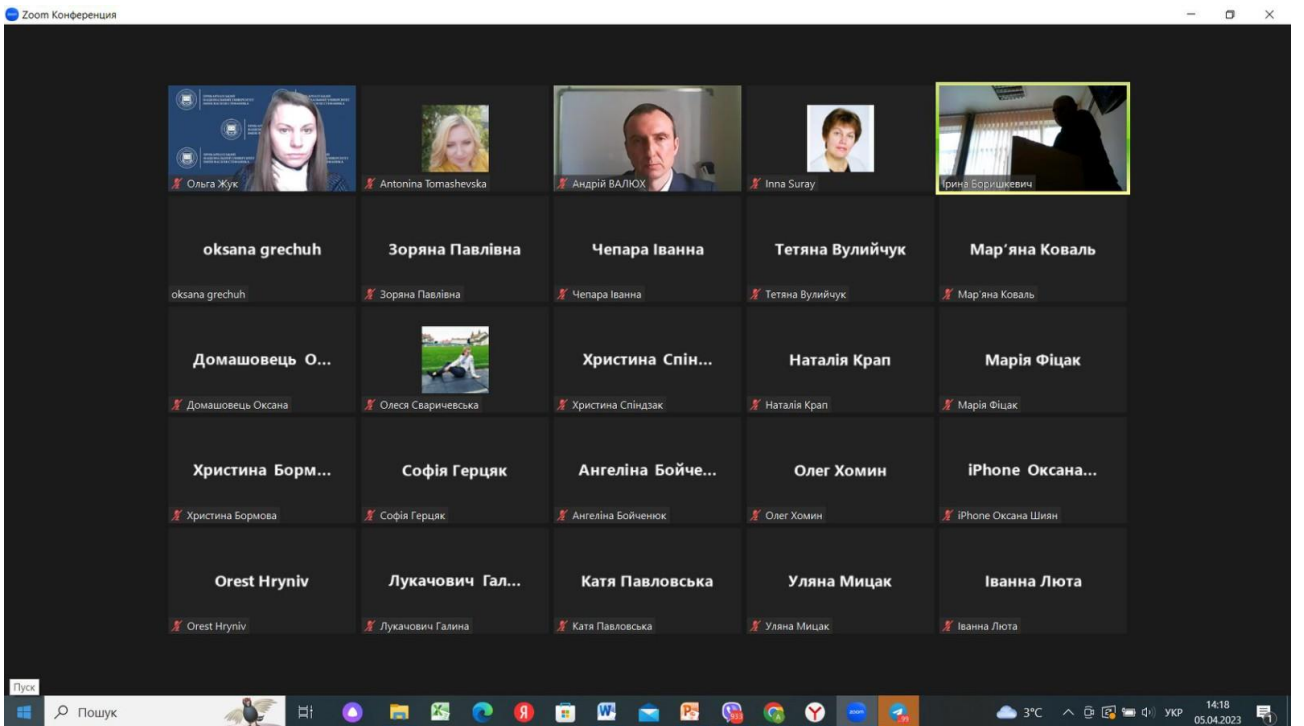 Zoom Конференция
Ольга Жук
Antonina Tomashevska
Андрій ВАЛЮХ
Inna Suray
Ірина Боришкевич
oksana grechuh
Зоряна Павлівна
Чепара Іванна
Тетяна Вулийчук
Мар‘яна Коваль
oksana grechuh
Зоряна Павлівна
Чепара Іванна
Тетяна Вулийчук
Мар‘яна Коваль
Домашовець О...
Христина Спін...
Наталія Крап
Марія Фіцак
Домашовець Оксана
Олеся Сваричевська
Христина Спіндзак
Наталія Крап
Марія Фіцак
Христина Борм...
Софія Герцяк
Ангеліна Бойче...
Олег Хомин
iPhone Оксана...
Христина Бормова
Софія Герцяк
Ангеліна Бойченюк
Олег Хомин
iPhone Оксана Шиян
Orest Hryniv
Лукачович Гал...
Катя Павловська
Уляна Мицак
Іванна Люта
Orest Hryniv
Лукачович Галина
Катя Павловська
Уляна Мицак
Іванна Люта
Пуск
Пошук
3°C
УКР
14:18
05.04.2023